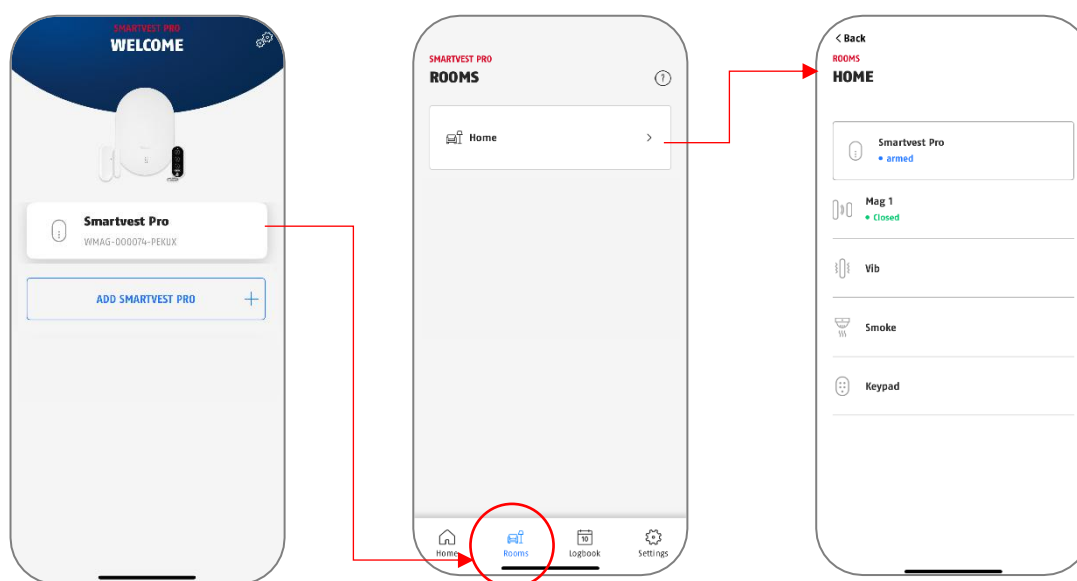 SMARTVEST PRO
WELCOME
Smartvest Pro
WMAG-000074-PEKUX
ADD SMARTVEST PRO
SMARTVEST PRO
ROOMS
?
Home
Home
Rooms
10
Logbook
Settings
< Back
ROOMS
HOME
Smartvest Pro
• armed
Mag 1
• Closed
Vib
Smoke
Keypad